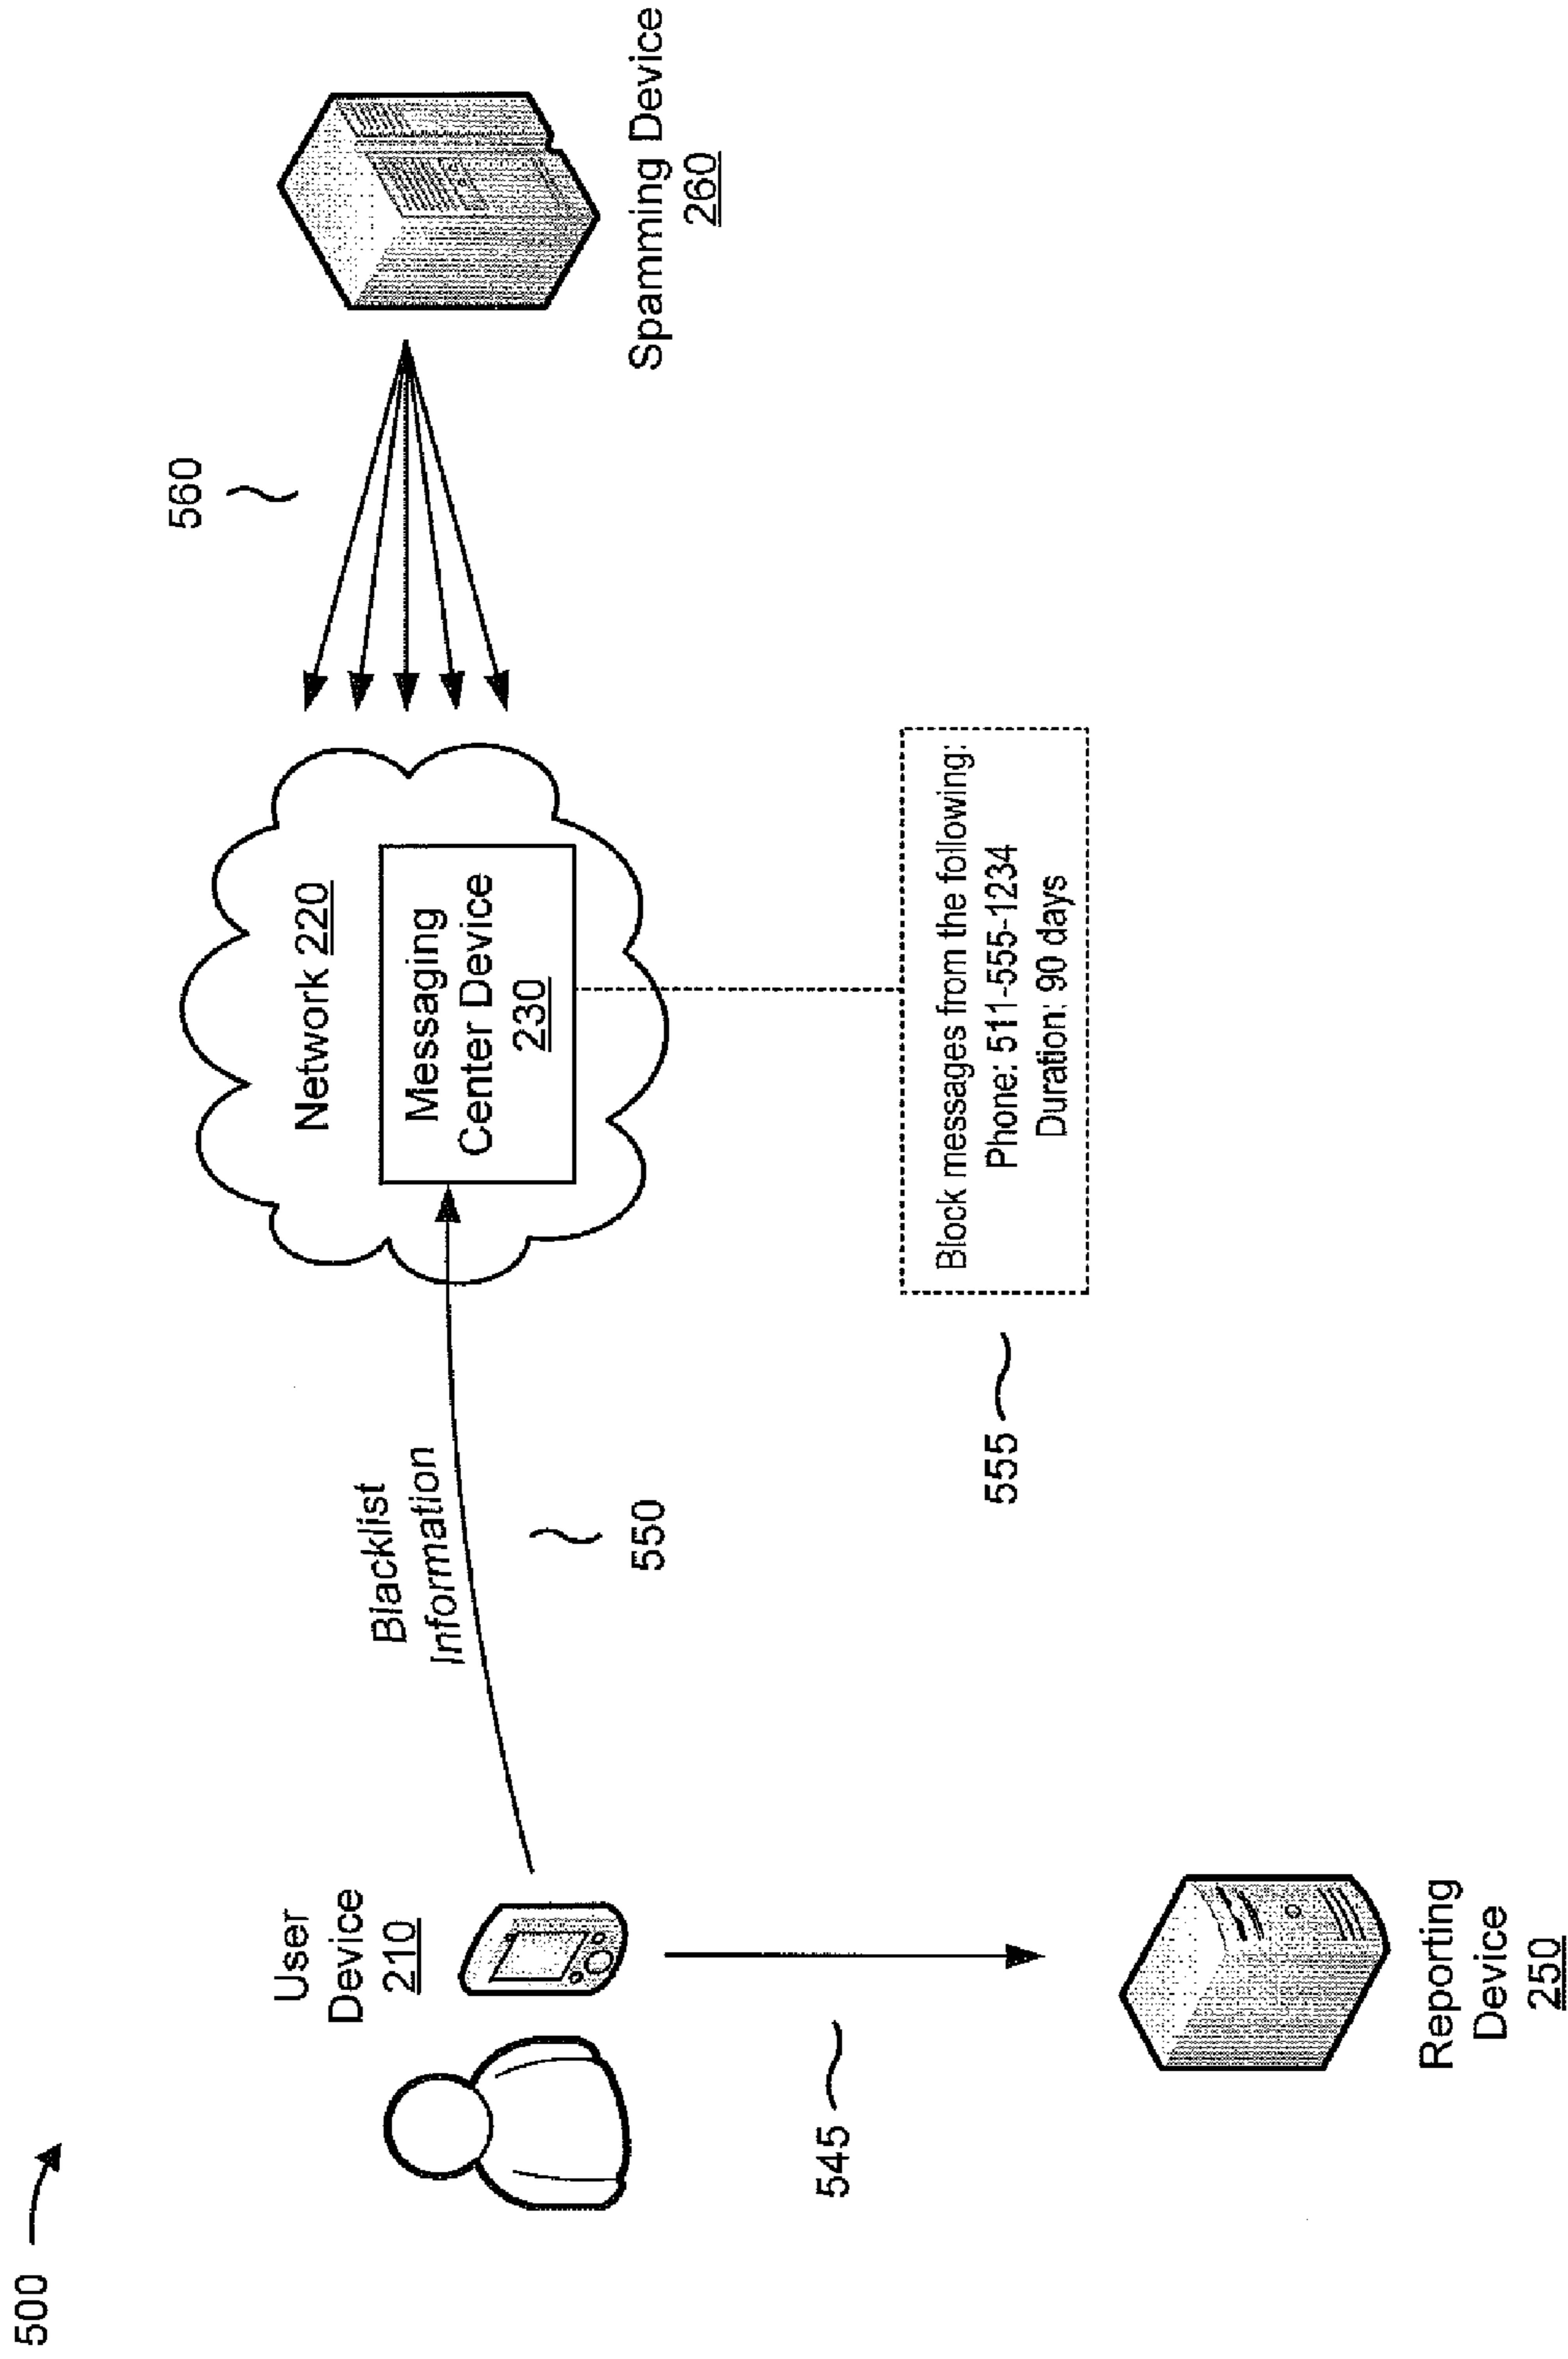 500
User
Device
210
Blacklist
Information
550
545
Reporting
Device
250
Network 220
Messaging
Center Device
230
555
Block messages from the following:
Phone: 511-555-1234
Duration: 90 days
560
Spamming Device
260